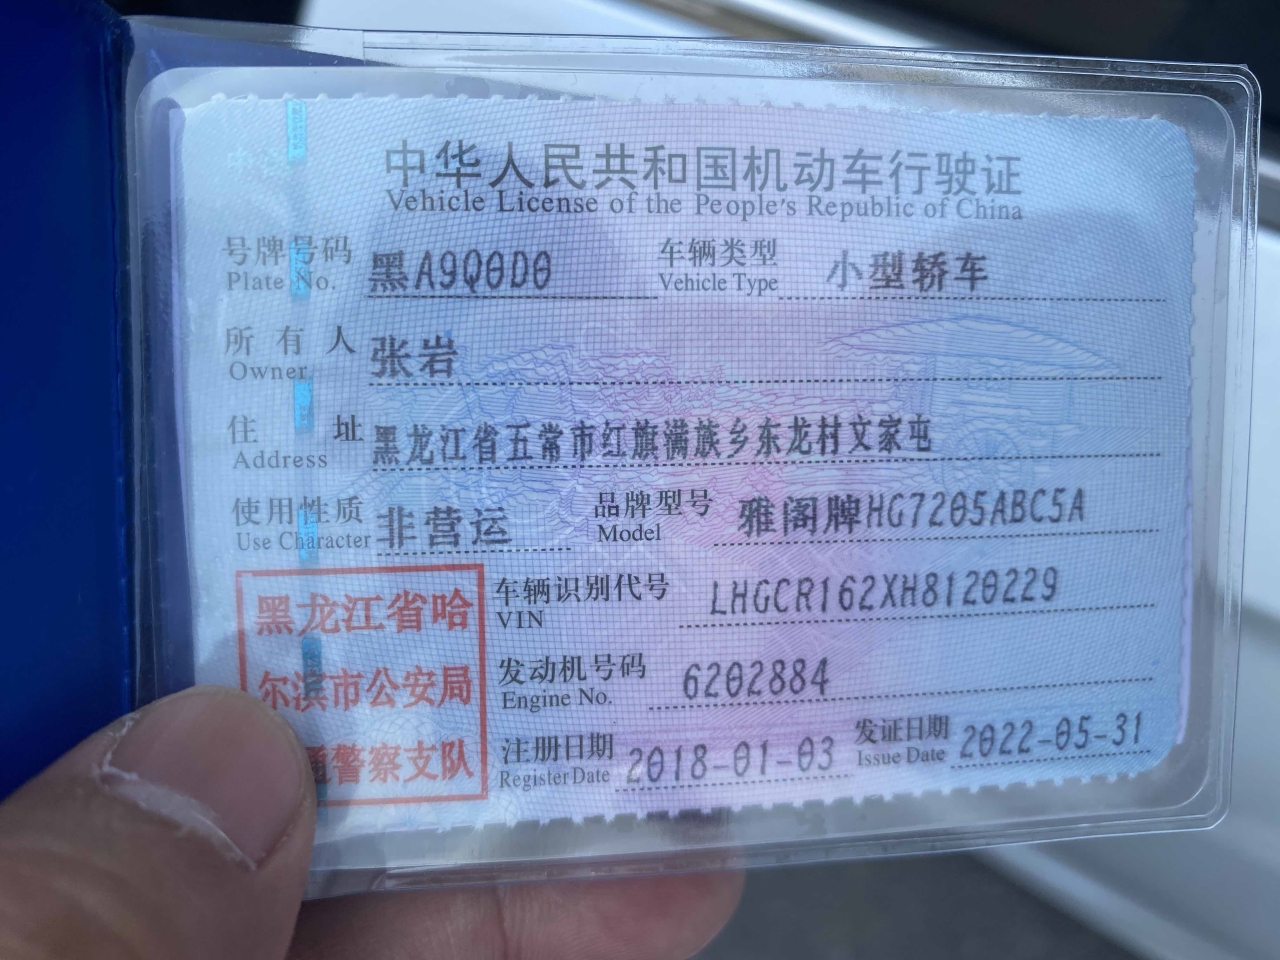 中华人民共和国机动车行驶证
Vehicle License of the People's Republic of China
号牌号码 黑A9Q0D0 车辆类型 小型轿车
Plate No. Vehicle Type
所有人 张岩
Owner
住址 黑龙江省五常市红旗满族乡东龙村文家屯
Address
使用性质 非营运 品牌型号 雅阁牌HG7205ABC5A
Use Character Model
黑龙江省哈
尔滨市公安局
通警察支队
车辆识别代号 LHGCR162XH8120229
VIN
发动机号码 6202884
Engine No.
注册日期 2018-01-03 发证日期 2022-05-31
Register Date Issue Date